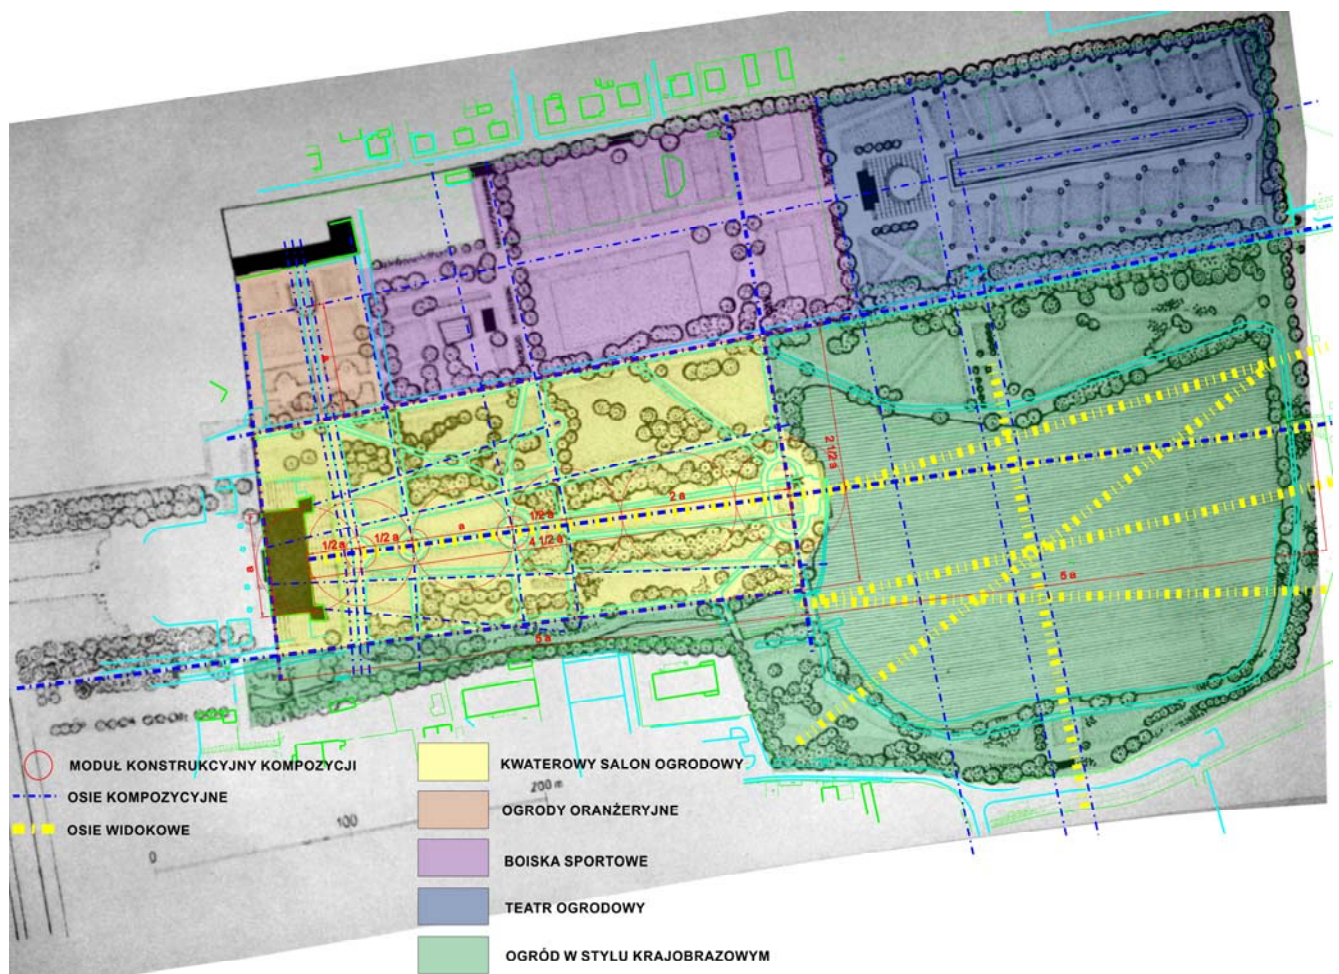 a
2 1/2 a
2 a
1/2 a
a
1/2 a
1/2 a
4 1/2 a
a
5 a
5 a
MODUŁ KONSTRUKCYJNY KOMPOZYCJI
OSIE KOMPOZYCYJNE
OSIE WIDOKOWE
0
100
200 m
KWATEROWY SALON OGRODOWY
OGRODY ORANŻERYJNE
BOISKA SPORTOWE
TEATR OGRODOWY
OGRÓD W STYLU KRAJOBRAZOWYM